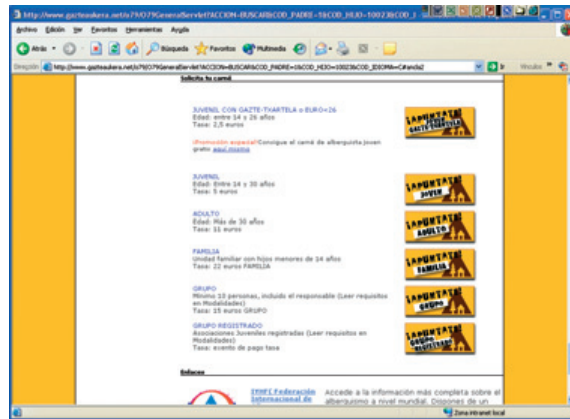 http://www.gazteaukera.net/o79/O79GeneralServlet?ACCION=BUSCAR&COD_PADRE=1&COD_HIJO=10023&COD_I
Archivo Edición Ver Favoritos Herramientas Ayuda
Atrás Búsqueda Favoritos Multimedia
Dirección http://www.gazteaukera.net/o79/O79GeneralServlet?ACCION=BUSCAR&COD_PADRE=1&COD_HIJO=10023&COD_IDIOMA=C#ancla2 Ir Vínculos
Solicita tu carné
JUVENIL CON GAZTE-TXARTELA o EURO<26
Edad: entre 14 y 26 años
Tasa: 2,5 euros
¡APÚNTATE!
JOVEN
GAZTE-TXARTELA
¡Promoción especial!Consigue el carné de alberguista joven
gratis aquí mismo
JUVENIL
Edad: Entre 14 y 30 años
Tasa: 5 euros
¡APÚNTATE!
JOVEN
ADULTO
Edad: Más de 30 años
Tasa: 11 euros
¡APÚNTATE!
ADULTO
FAMILIA
Unidad familiar con hijos menores de 14 años
Tasa: 22 euros FAMILIA
¡APÚNTATE!
FAMILIA
GRUPO
Mínimo 10 personas, incluido el responsable (Leer requisitos
en Modalidades)
Tasa: 15 euros GRUPO
¡APÚNTATE!
GRUPO
GRUPO REGISTRADO
Asociaciones Juveniles registradas (Leer requisitos en
Modalidades)
Tasa: exento de pago tasa
¡APÚNTATE!
GRUPO
REGISTRADO
Enlaces
IYHF( Federación
Internacional de
Accede a la información más completa sobre el
alberguismo a nivel mundial. Dispones de un
Zona intranet local